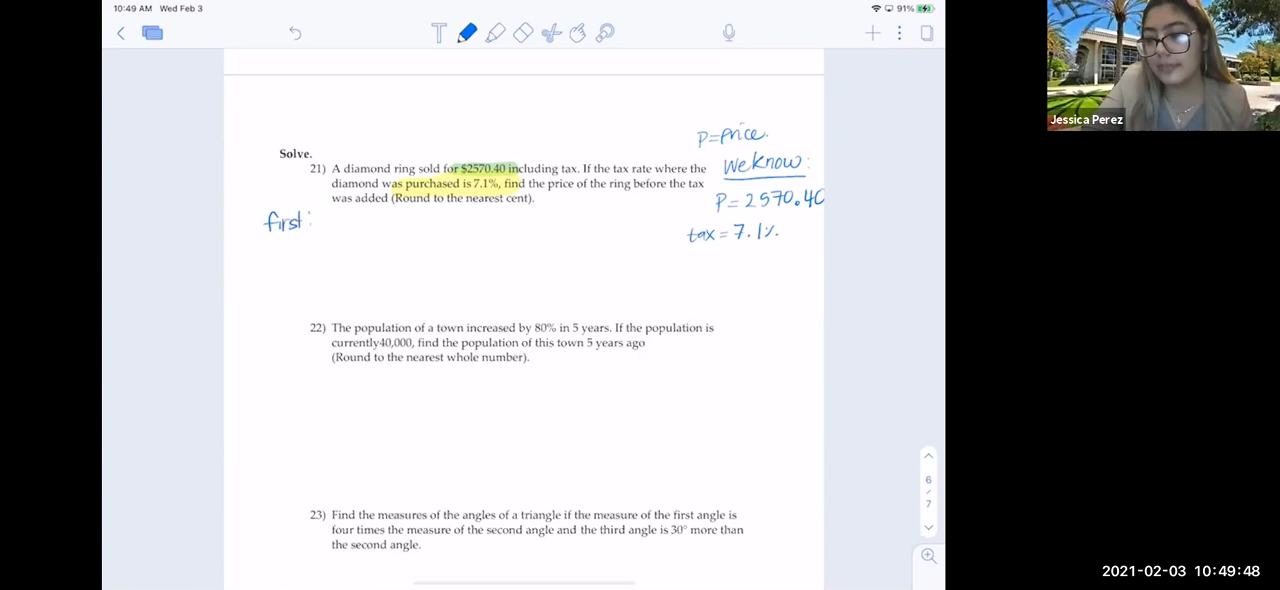 10:49 AM Wed Feb 3
91%
Jessica Perez
P=Price.
We Know:
P=2570.40
tax = 7.1%
Solve.
21) A diamond ring sold for $2570.40 including tax. If the tax rate where the
diamond was purchased is 7.1%, find the price of the ring before the tax
was added (Round to the nearest cent).
first:
22) The population of a town increased by 80% in 5 years. If the population is
currently40,000, find the population of this town 5 years ago
(Round to the nearest whole number).
23) Find the measures of the angles of a triangle if the measure of the first angle is
four times the measure of the second angle and the third angle is 30° more than
the second angle.
6
/
7
2021-02-03 10:49:48